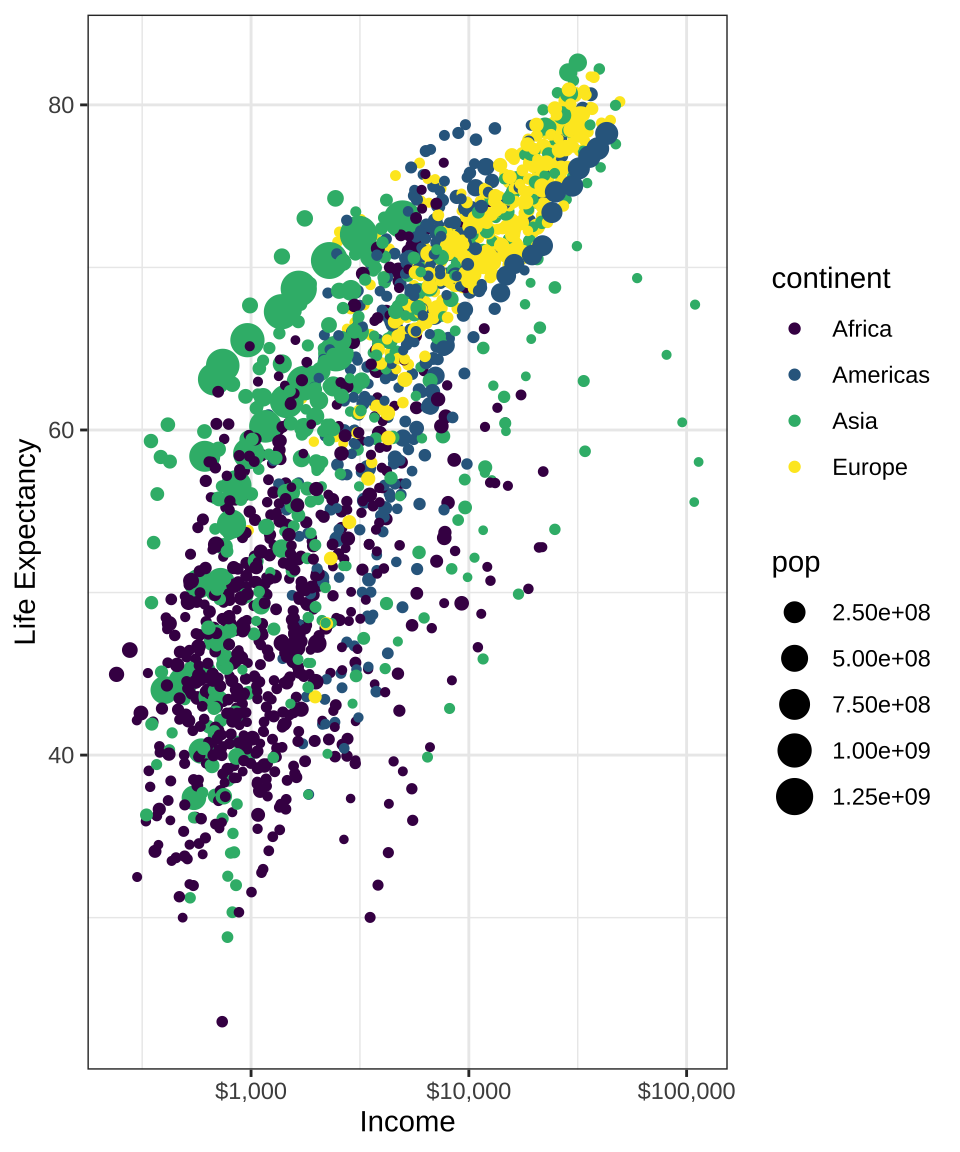 80
60
40
Life Expectancy
$1,000
$10,000
$100,000
Income
continent
Africa
Americas
Asia
Europe
pop
2.50e+08
5.00e+08
7.50e+08
1.00e+09
1.25e+09